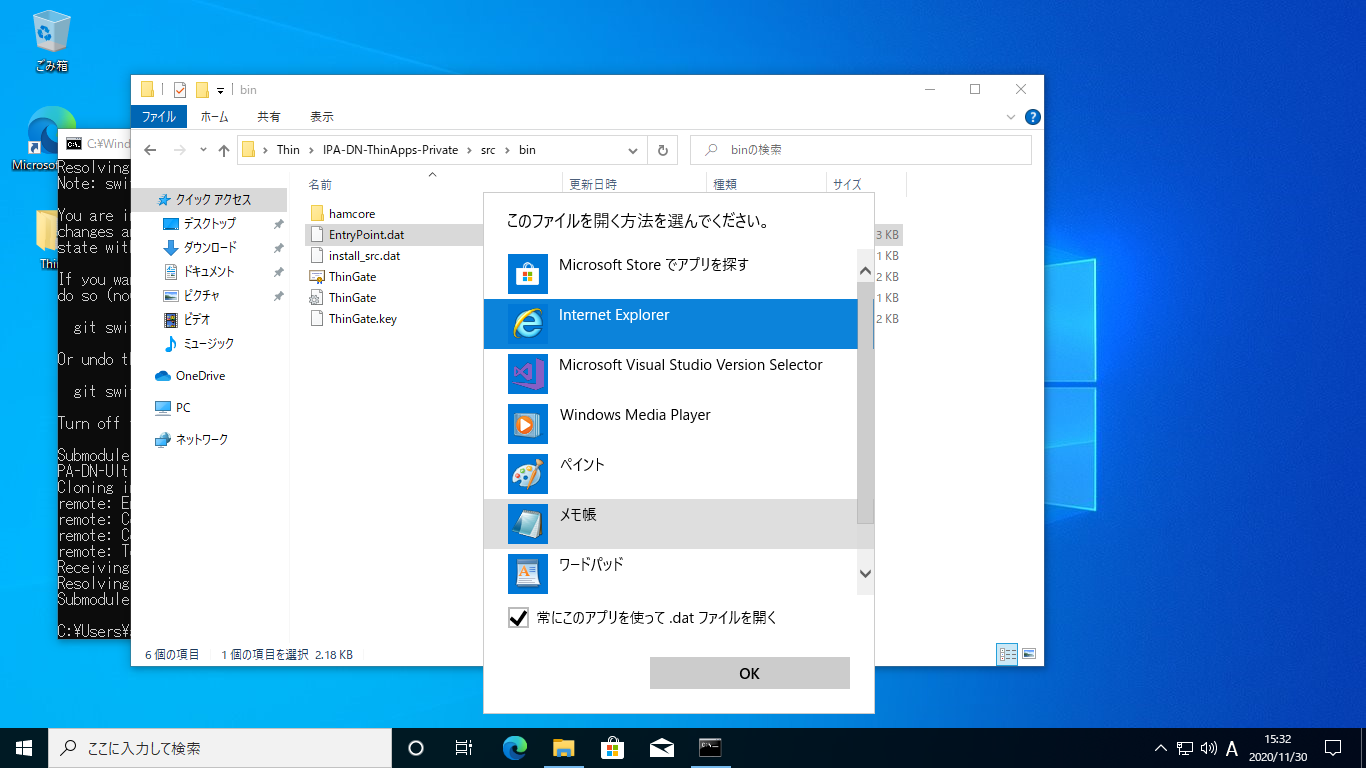 ごみ箱
Microso
Thi
bin
ファイル
ホーム
共有
表示
Thin
IPA-DN-ThinApps-Private
src
bin
binの検索
クイック アクセス
デスクトップ
ダウンロード
ドキュメント
ピクチャ
ビデオ
ミュージック
OneDrive
PC
ネットワーク
名前
更新日時
種類
サイズ
hamcore
EntryPoint.dat
3 KB
install_src.dat
1 KB
ThinGate
2 KB
ThinGate
1 KB
ThinGate.key
2 KB
6 個の項目
1 個の項目を選択 2.18 KB
C:¥Wind
Resolving
Note: swi
You are i
changes a
state wit
If you wa
do so (no
git swi
Or undo t
git swi
Turn off
Submodule
PA-DN-Ult
Cloning i
remote: E
remote: C
remote: C
remote: T
Receiving
Resolving
Submodule
C:¥Users¥
このファイルを開く方法を選んでください。
Microsoft Store でアプリを探す
Internet Explorer
Microsoft Visual Studio Version Selector
Windows Media Player
ペイント
メモ帳
ワードパッド
常にこのアプリを使って .dat ファイルを開く
OK
ここに入力して検索
A
15:32
2020/11/30